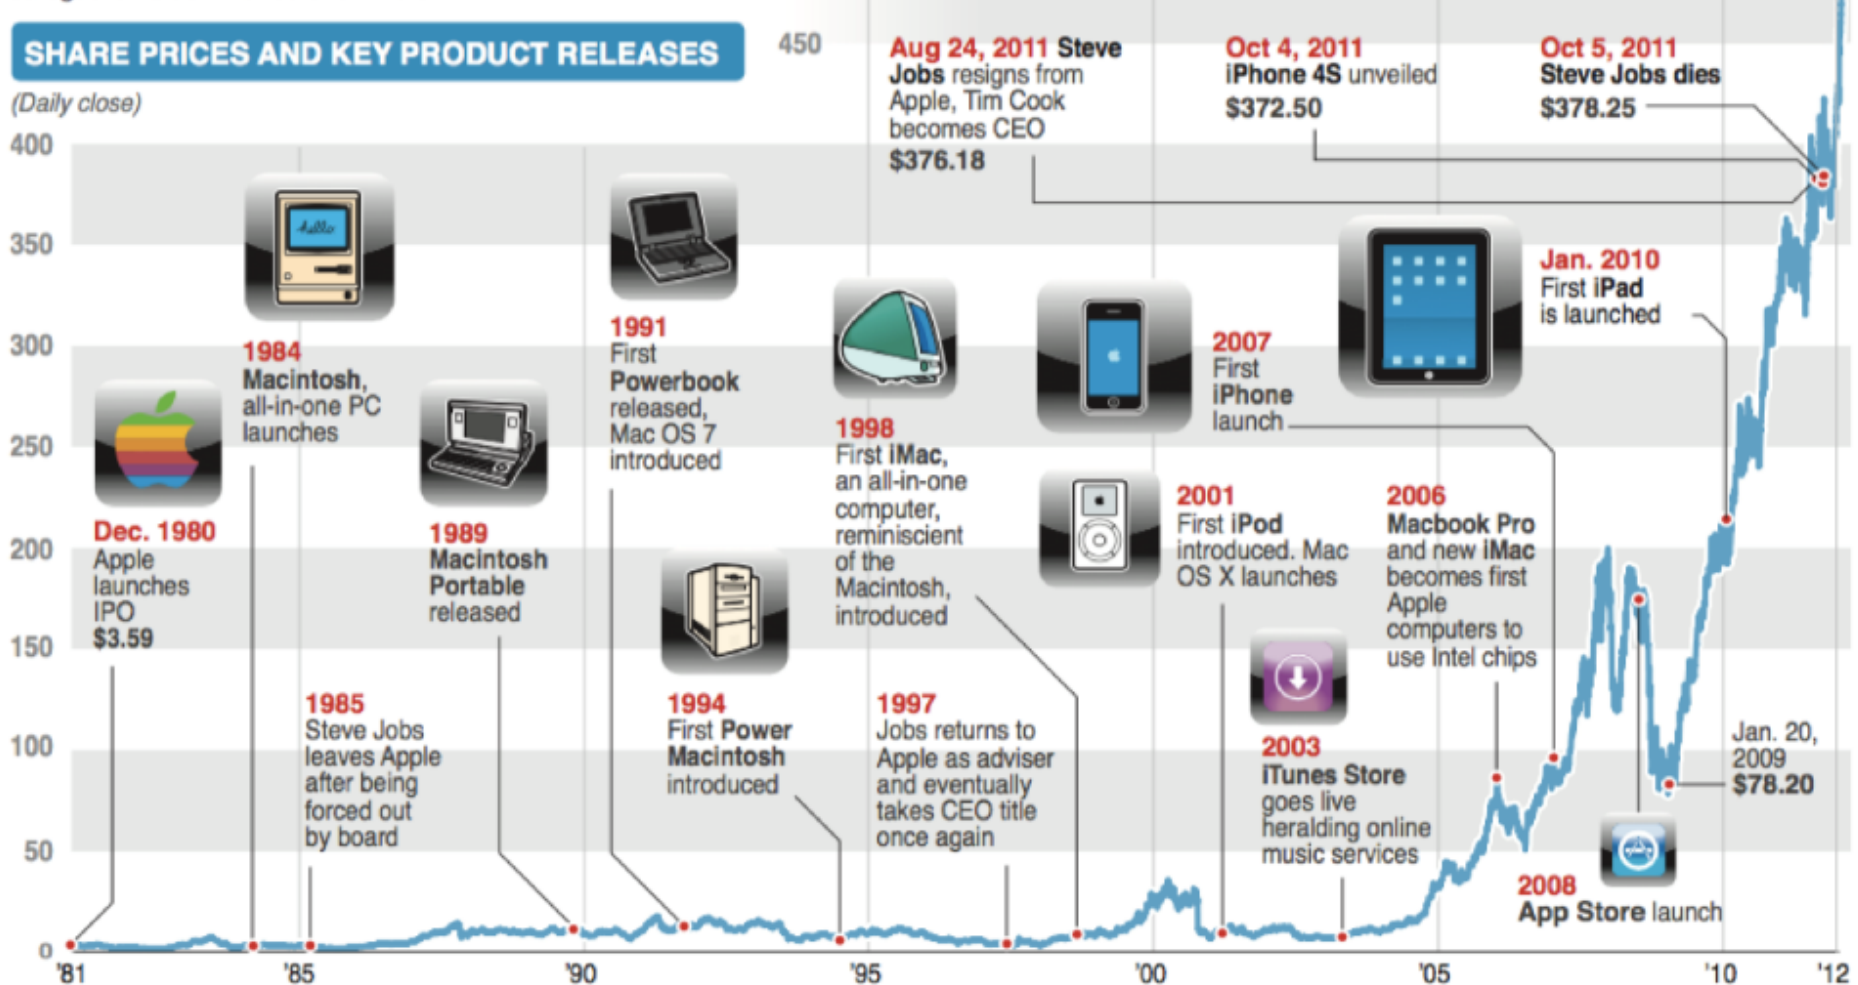 SHARE PRICES AND KEY PRODUCT RELEASES
(Daily close)
450
400
350
300
250
200
150
100
50
0
'81
'85
'90
'95
'00
'05
'10
'12
Dec. 1980
Apple
launches
IPO
$3.59
1984
Macintosh,
all-in-one PC
launches
hello
1985
Steve Jobs
leaves Apple
after being
forced out
by board
1989
Macintosh
Portable
released
1991
First
Powerbook
released,
Mac OS 7
introduced
1994
First Power
Macintosh
introduced
1997
Jobs returns to
Apple as adviser
and eventually
takes CEO title
once again
1998
First iMac,
an all-in-one
computer,
reminiscient
of the
Macintosh,
introduced
2001
First iPod
introduced. Mac
OS X launches
2003
iTunes Store
goes live
heralding online
music services
2006
Macbook Pro
and new iMac
becomes first
Apple
computers to
use Intel chips
2007
First
iPhone
launch
2008
App Store launch
Jan. 20,
2009
$78.20
Jan. 2010
First iPad
is launched
Aug 24, 2011 Steve
Jobs resigns from
Apple, Tim Cook
becomes CEO
$376.18
Oct 4, 2011
iPhone 4S unveiled
$372.50
Oct 5, 2011
Steve Jobs dies
$378.25